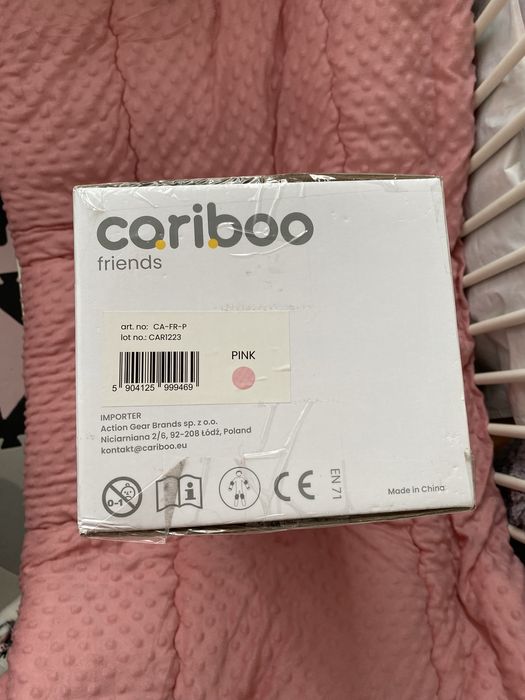 cariboo
friends
art. no: CA-FR-P
lot no.: CAR1223
PINK
5 904125 999469
IMPORTER
Action Gear Brands sp. z o.o.
Niciarniana 2/6, 92-208 Łódź, Poland
kontakt@cariboo.eu
0-1
i
CE
EN 71
Made in China